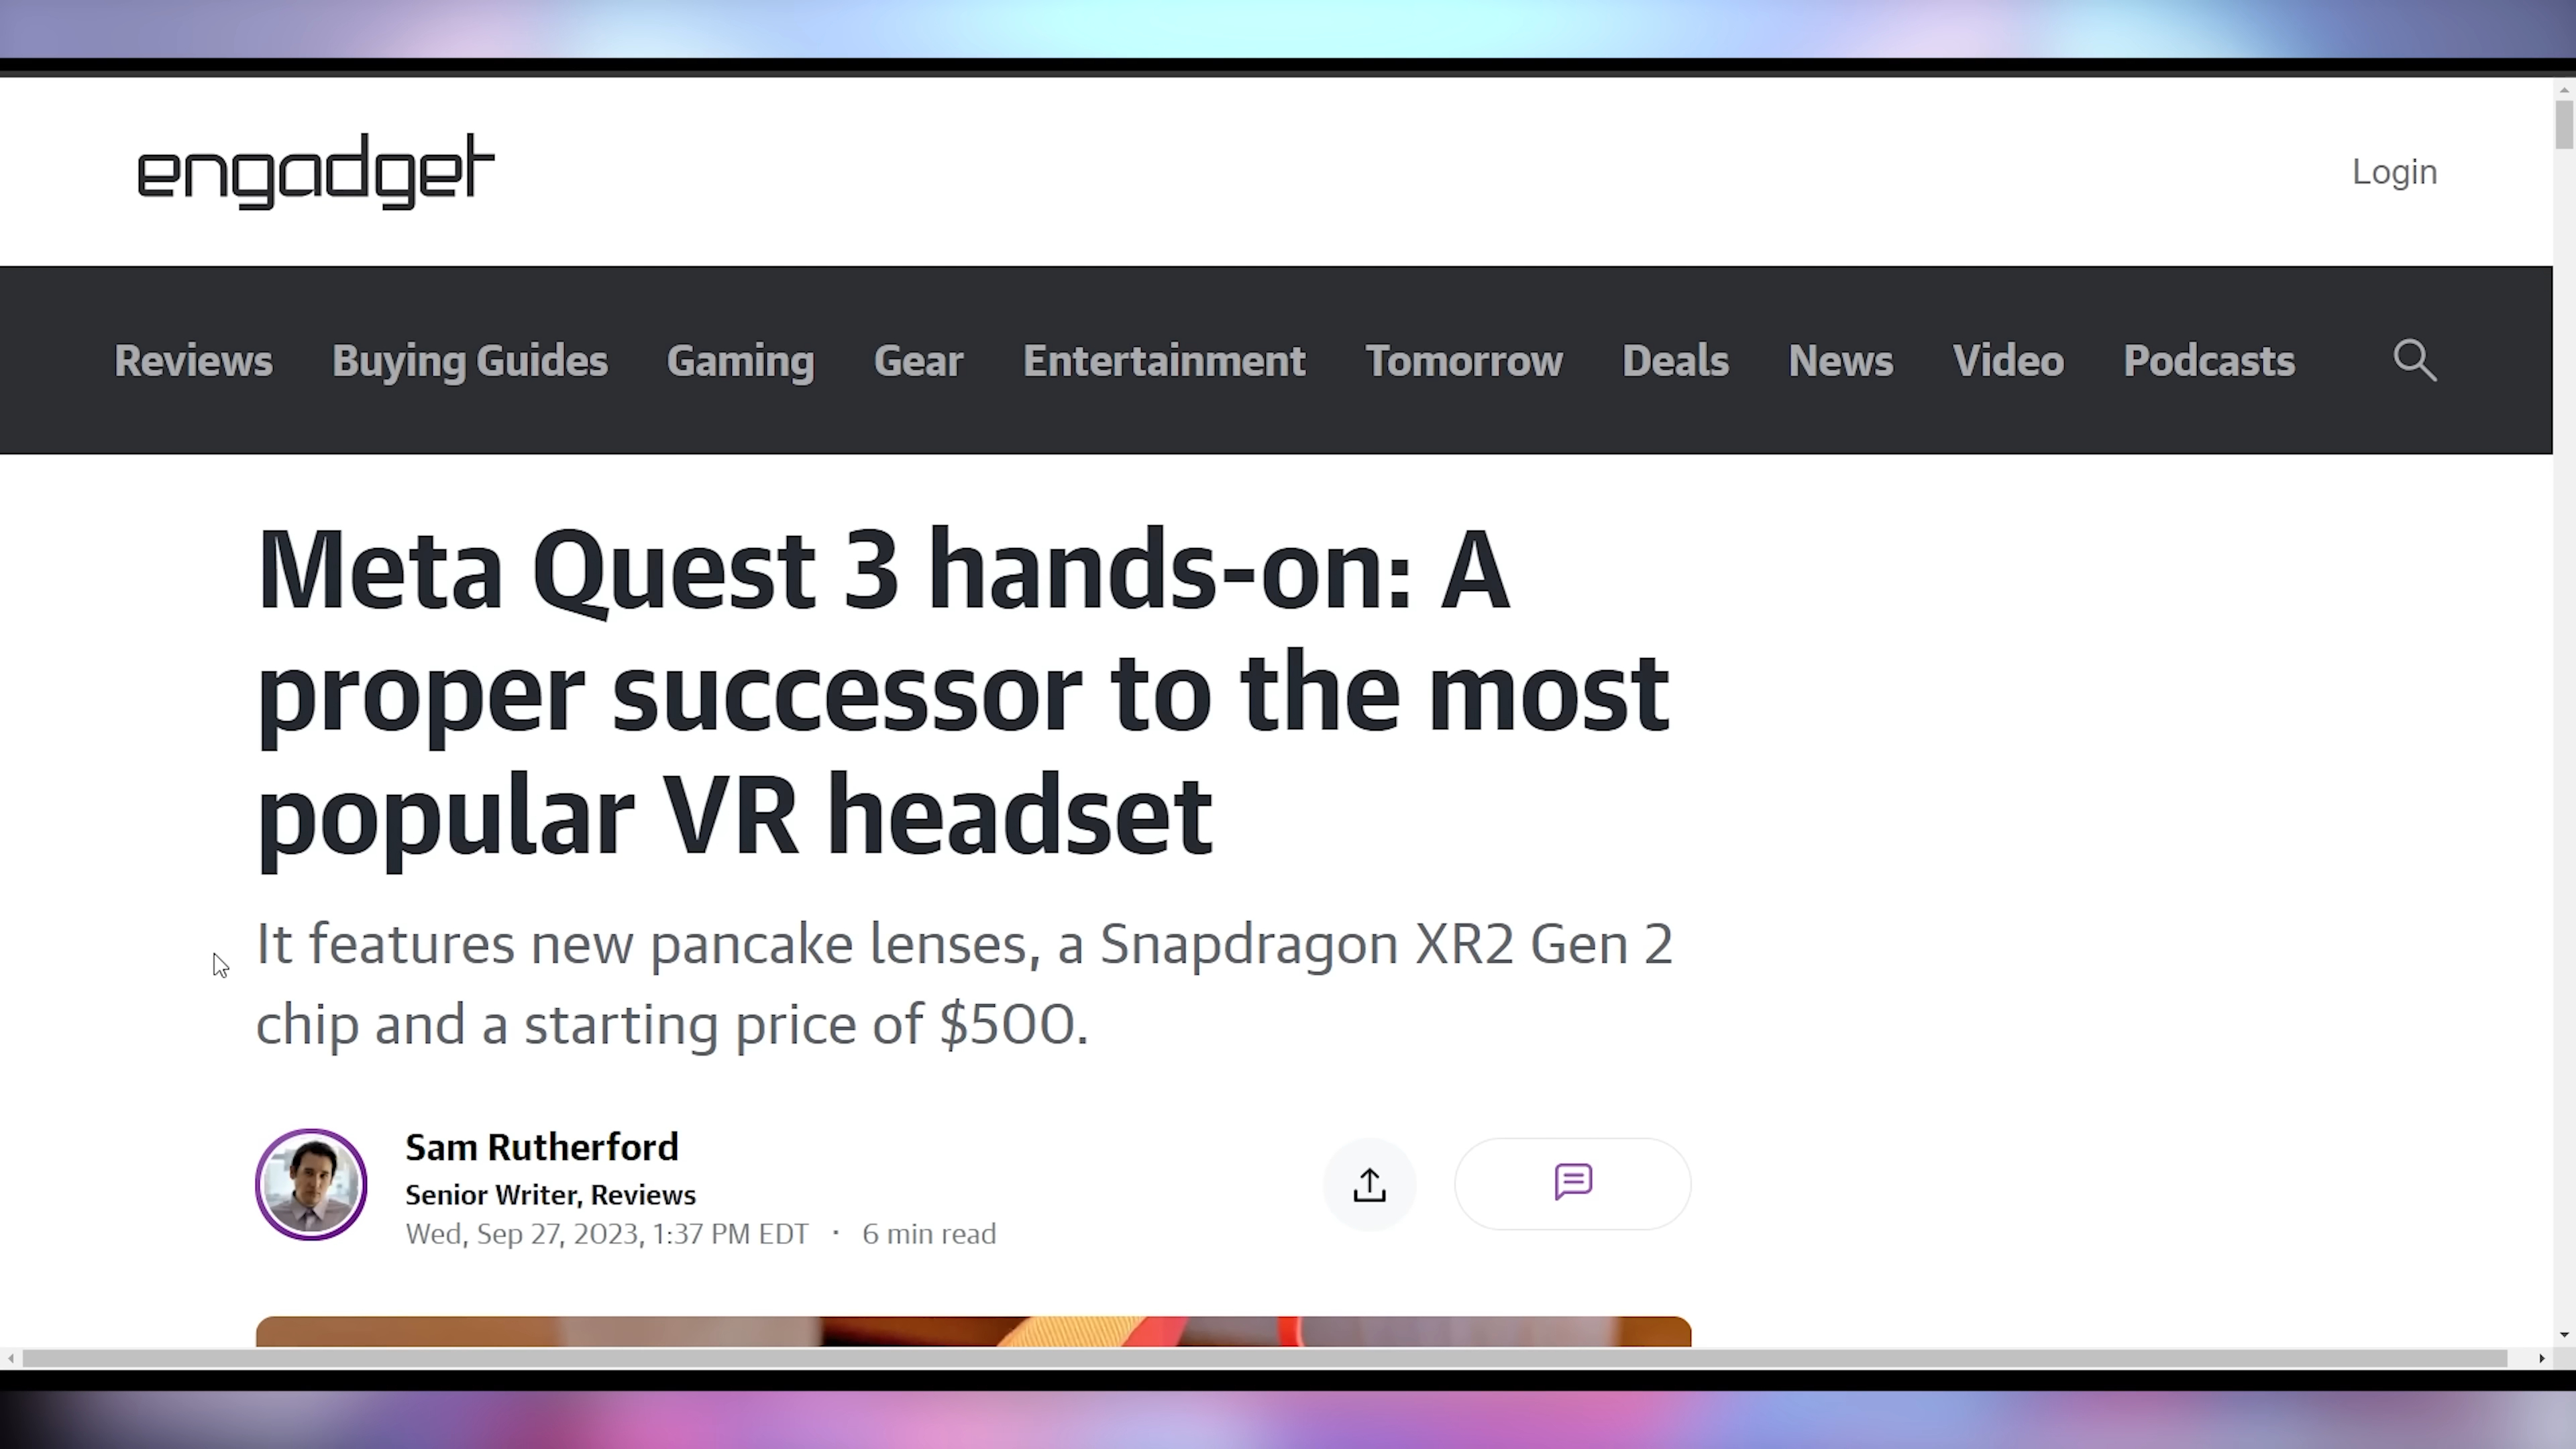 engadget
Login
Reviews Buying Guides Gaming Gear Entertainment Tomorrow Deals News Video Podcasts
Meta Quest 3 hands-on: A
proper successor to the most
popular VR headset
It features new pancake lenses, a Snapdragon XR2 Gen 2
chip and a starting price of $500.
Sam Rutherford
Senior Writer, Reviews
Wed, Sep 27, 2023, 1:37 PM EDT · 6 min read